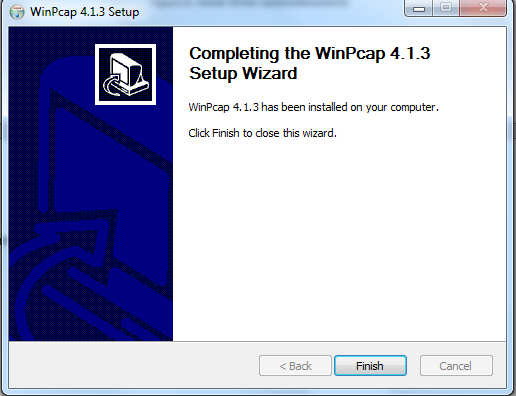 WinPcap 4.1.3 Setup
Completing the WinPcap 4.1.3
Setup Wizard
WinPcap 4.1.3 has been installed on your computer.
Click Finish to close this wizard.
< Back
Finish
Cancel